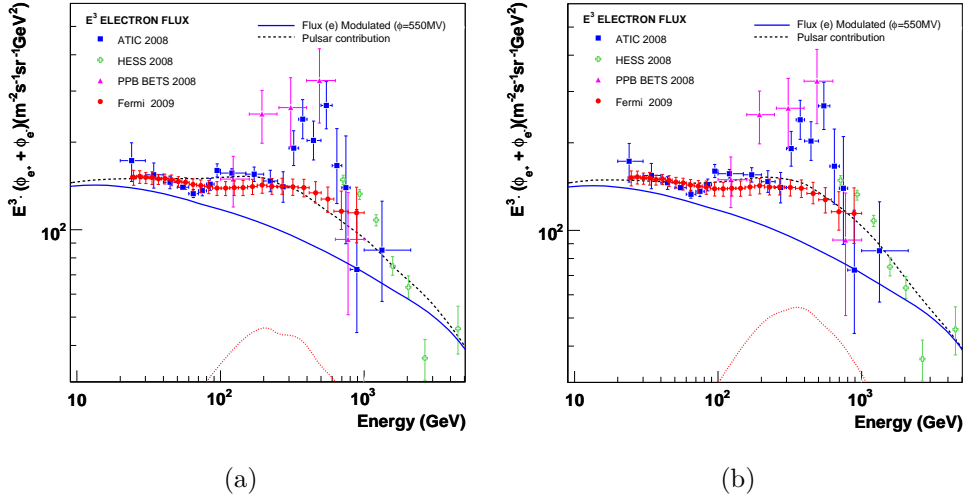 E³ ELECTRON FLUX
ATIC 2008
HESS 2008
PPB BETS 2008
Fermi 2009
Flux (e) Modulated (ϕ=550MV)
Pulsar contribution
E³. (ϕe⁺ + ϕe⁻)(m⁻²s⁻¹sr⁻¹GeV²)
10²
10
10²
10³
Energy (GeV)
(a)
E³ ELECTRON FLUX
ATIC 2008
HESS 2008
PPB BETS 2008
Fermi 2009
Flux (e) Modulated (ϕ=550MV)
Pulsar contribution
E³. (ϕe⁺ + ϕe⁻)(m⁻²s⁻¹sr⁻¹GeV²)
10²
10
10²
10³
Energy (GeV)
(b)